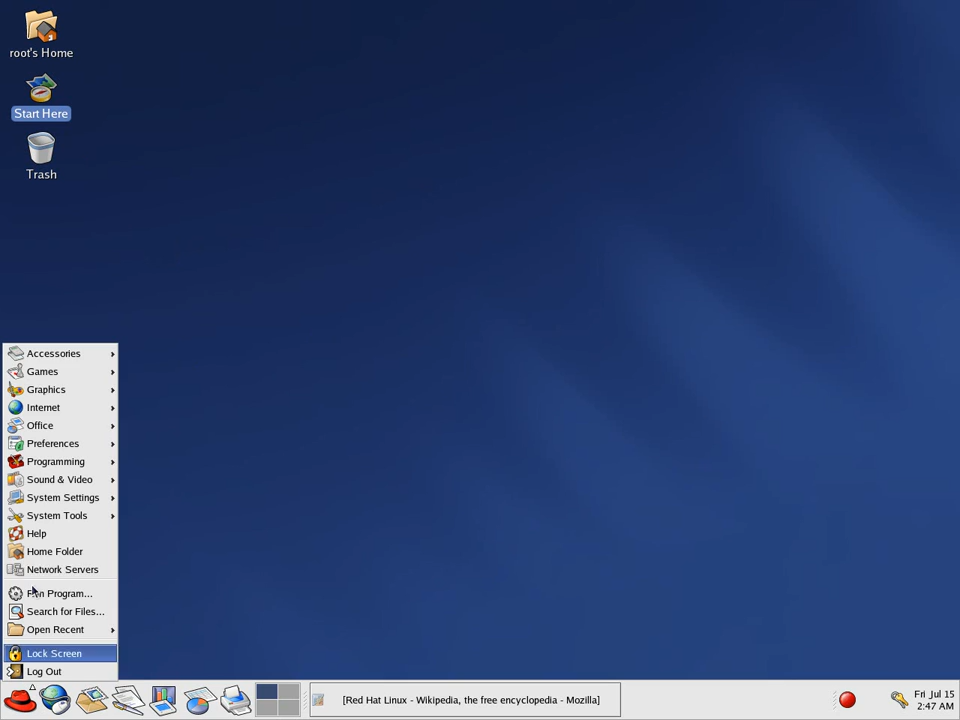 root's Home
Start Here
Trash
Accessories
Games
Graphics
Internet
Office
Preferences
Programming
Sound & Video
System Settings
System Tools
Help
Home Folder
Network Servers
Run Program...
Search for Files...
Open Recent
Lock Screen
Log Out
[Red Hat Linux - Wikipedia, the free encyclopedia - Mozilla]
Fri Jul 15
2:47 AM